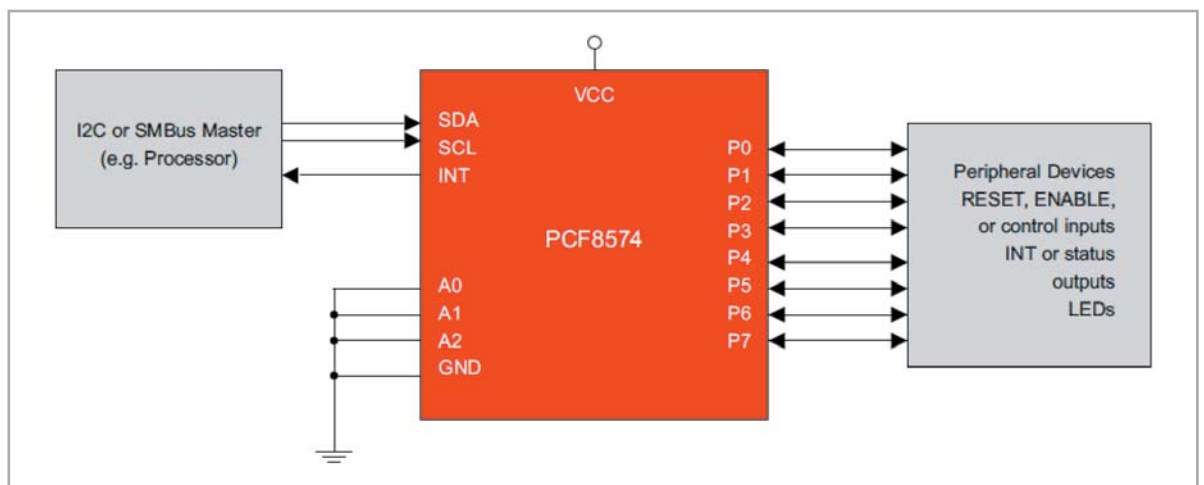 I2C or SMBus Master
(e.g. Processor)
VCC
SDA
SCL
INT
A0
A1
A2
GND
PCF8574
P0
P1
P2
P3
P4
P5
P6
P7
Peripheral Devices
RESET, ENABLE,
or control inputs
INT or status
outputs
LEDs